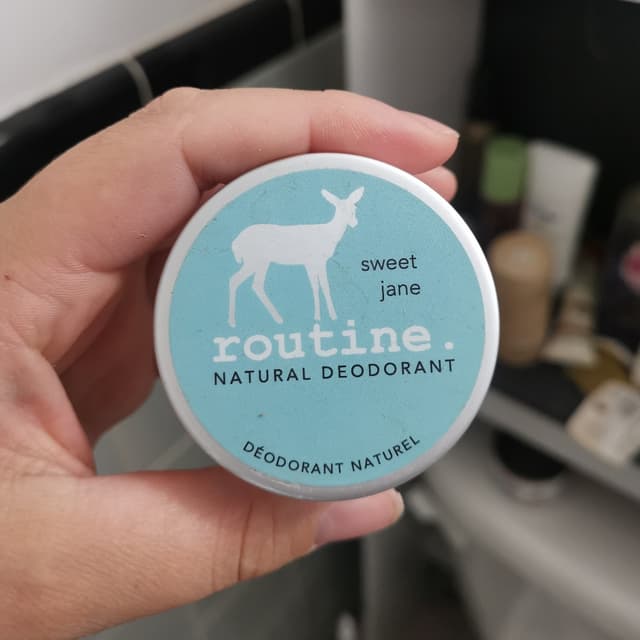 sweet
jane
routine.
NATURAL DEODORANT
DÉODORANT NATUREL